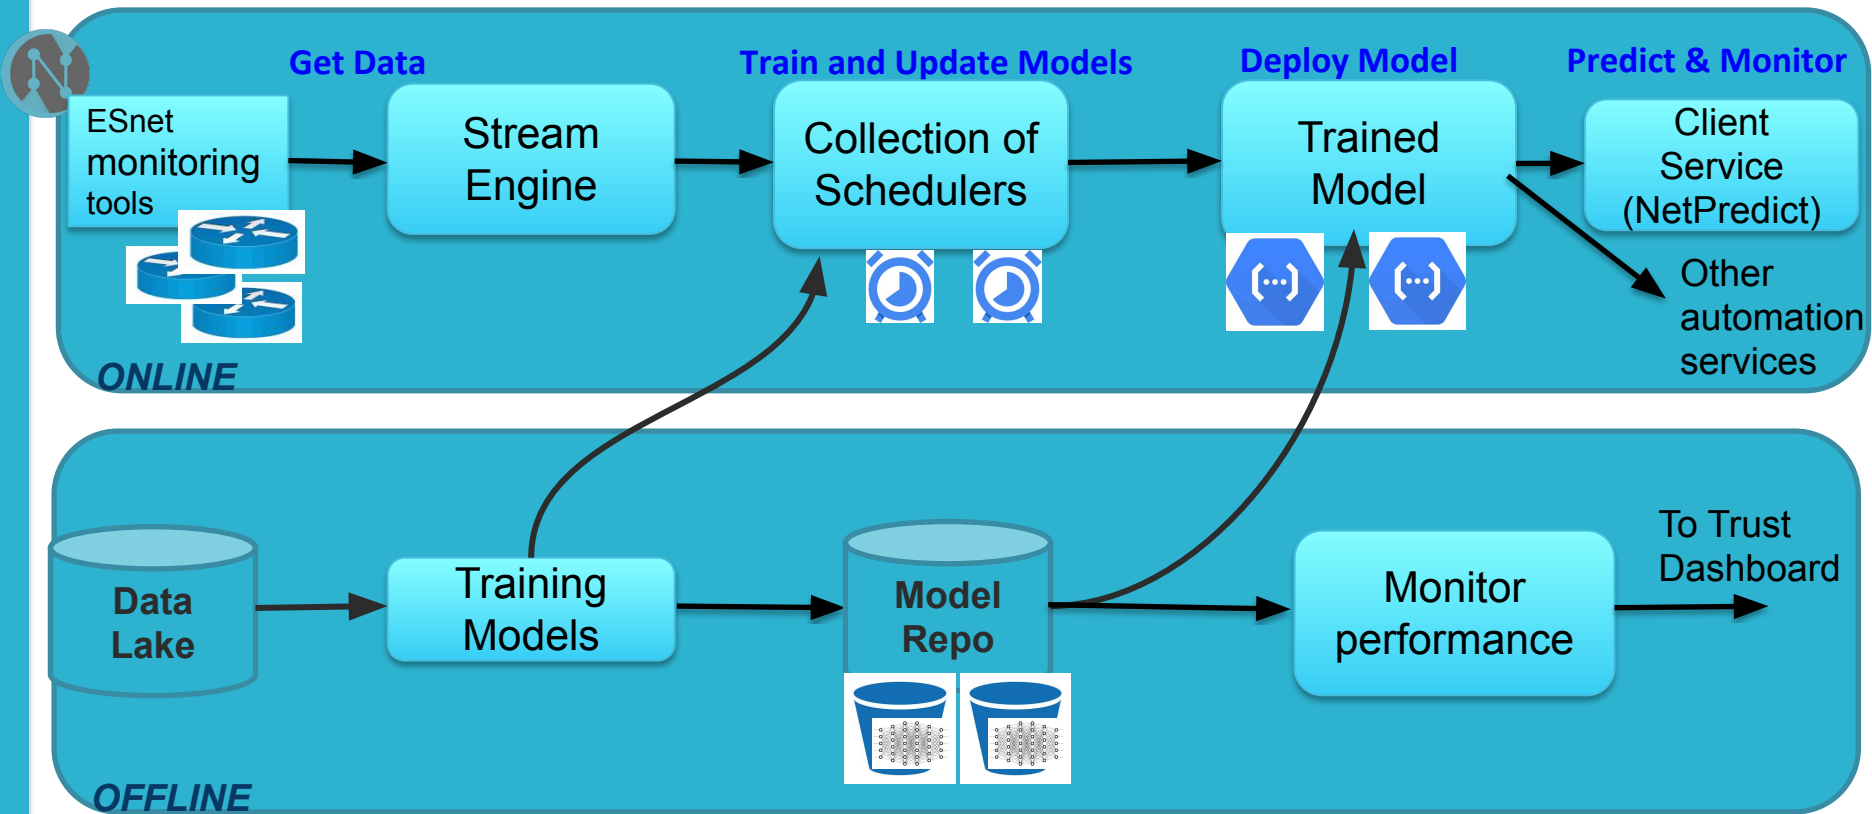 Get Data
Train and Update Models
Deploy Model
Predict & Monitor
ESnet
monitoring
tools
Stream
Engine
Collection of
Schedulers
Trained
Model
Client
Service
(NetPredict)
Other
automation
services
ONLINE
Data
Lake
Training
Models
Model
Repo
Monitor
performance
To Trust
Dashboard
OFFLINE